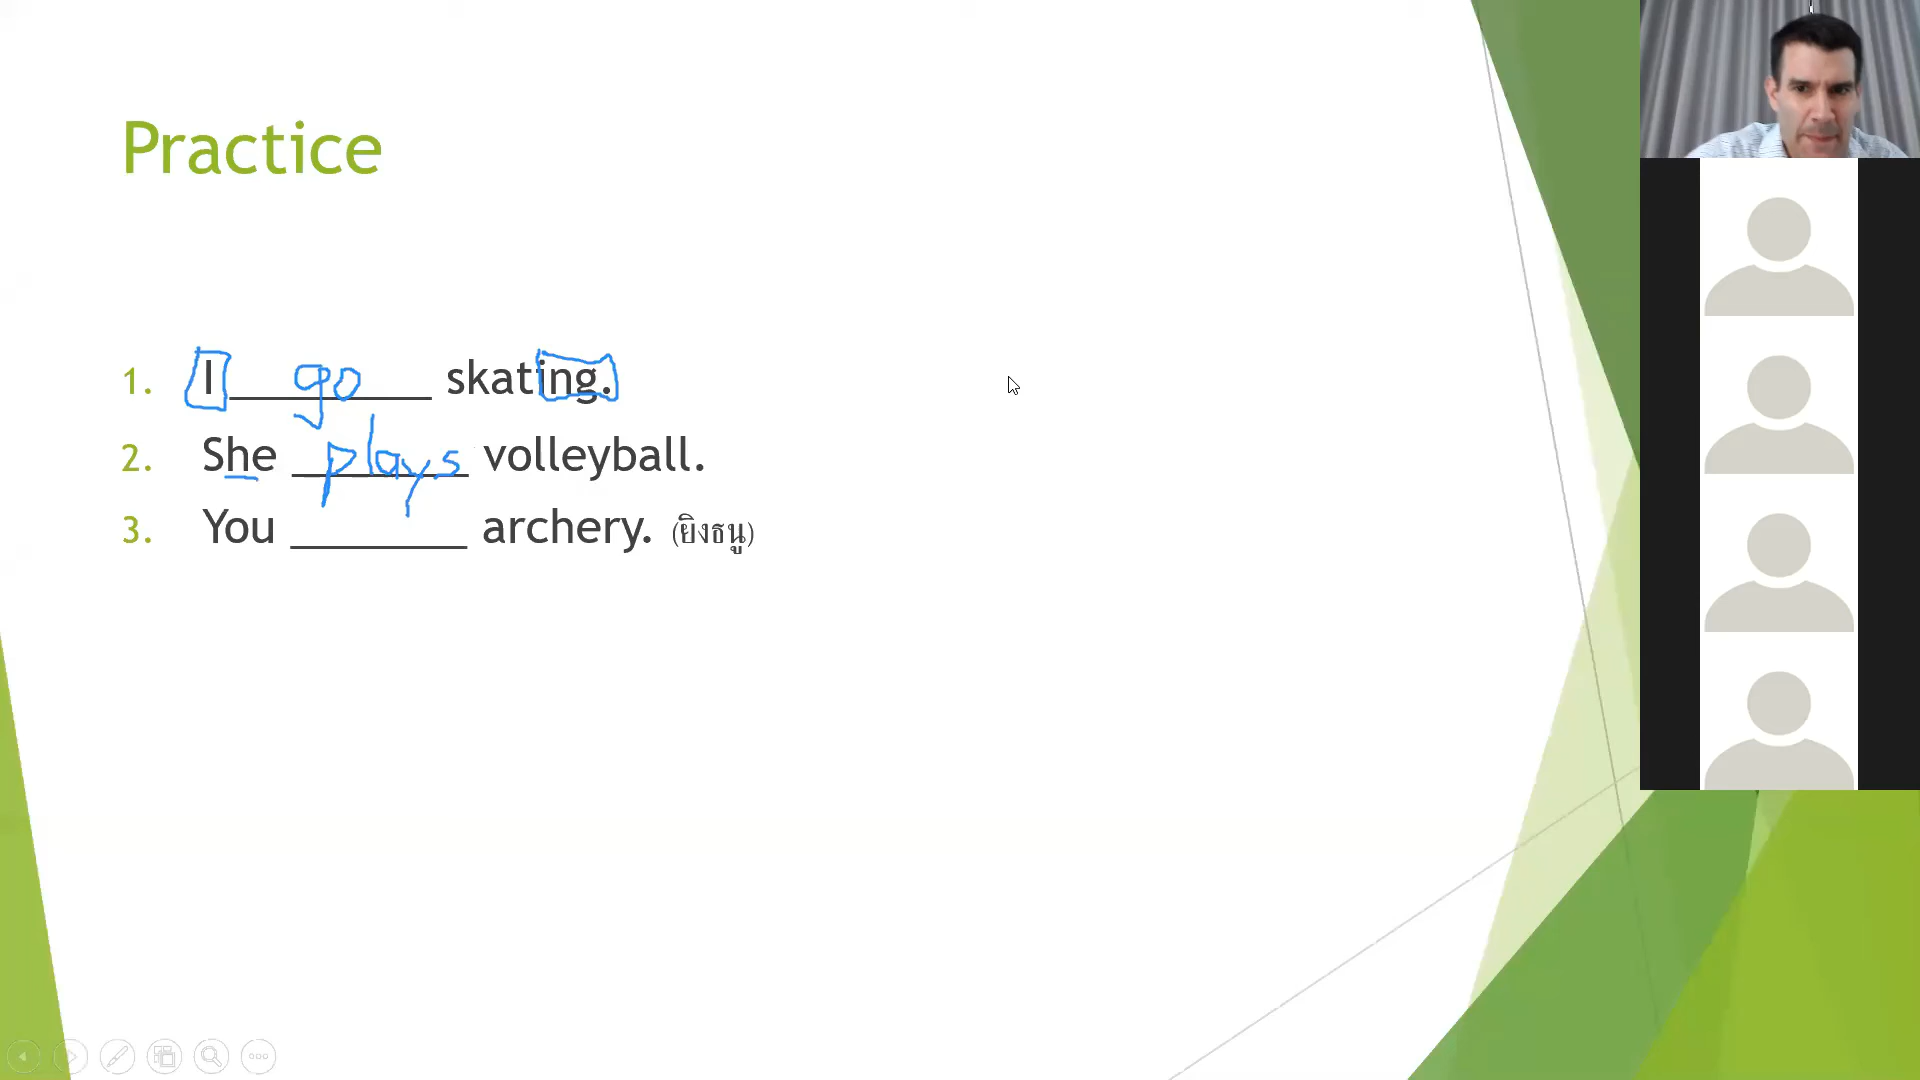 Practice
1. I go skating.
2. She plays volleyball.
3. You ________ archery. (ยิงธนู)